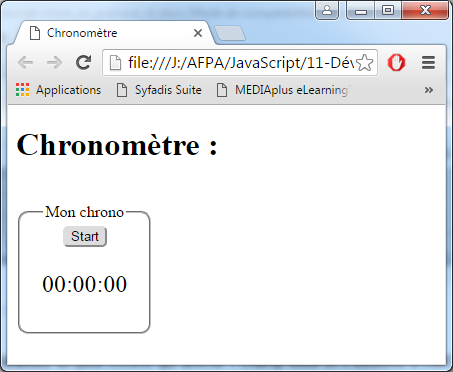 Chronomètre
file:///J:/AFPA/JavaScript/11-Dév
Applications
Syfadis Suite
MEDIAplus eLearning
»
Chronomètre :
Mon chrono
Start
00:00:00